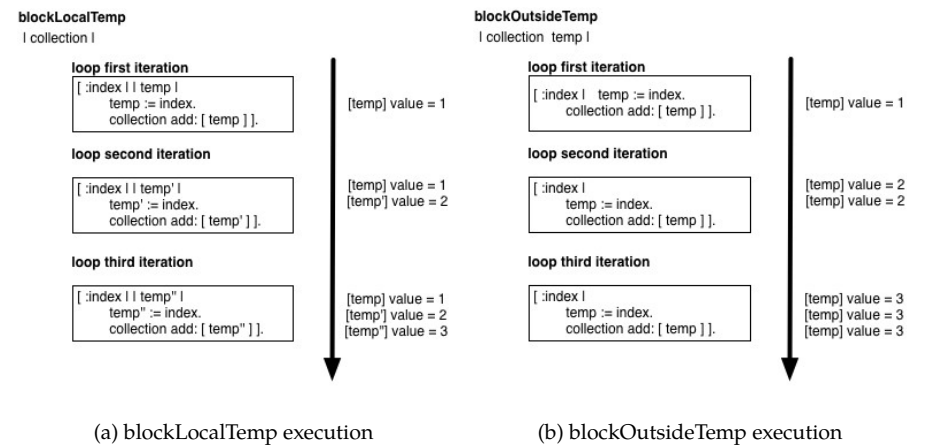 blockLocalTemp
| collection |
loop first iteration
[ :index | | temp |
temp := index.
collection add: [ temp ] ].
[temp] value = 1
loop second iteration
[ :index | | temp' |
temp' := index.
collection add: [ temp' ] ].
[temp] value = 1
[temp'] value = 2
loop third iteration
[ :index | | temp'' |
temp'' := index.
collection add: [ temp'' ] ].
[temp] value = 1
[temp'] value = 2
[temp''] value = 3
(a) blockLocalTemp execution
blockOutsideTemp
| collection temp |
loop first iteration
[ :index | temp := index.
collection add: [ temp ] ].
[temp] value = 1
loop second iteration
[ :index |
temp := index.
collection add: [ temp ] ].
[temp] value = 2
[temp] value = 2
loop third iteration
[ :index |
temp := index.
collection add: [ temp ] ].
[temp] value = 3
[temp] value = 3
[temp] value = 3
(b) blockOutsideTemp execution